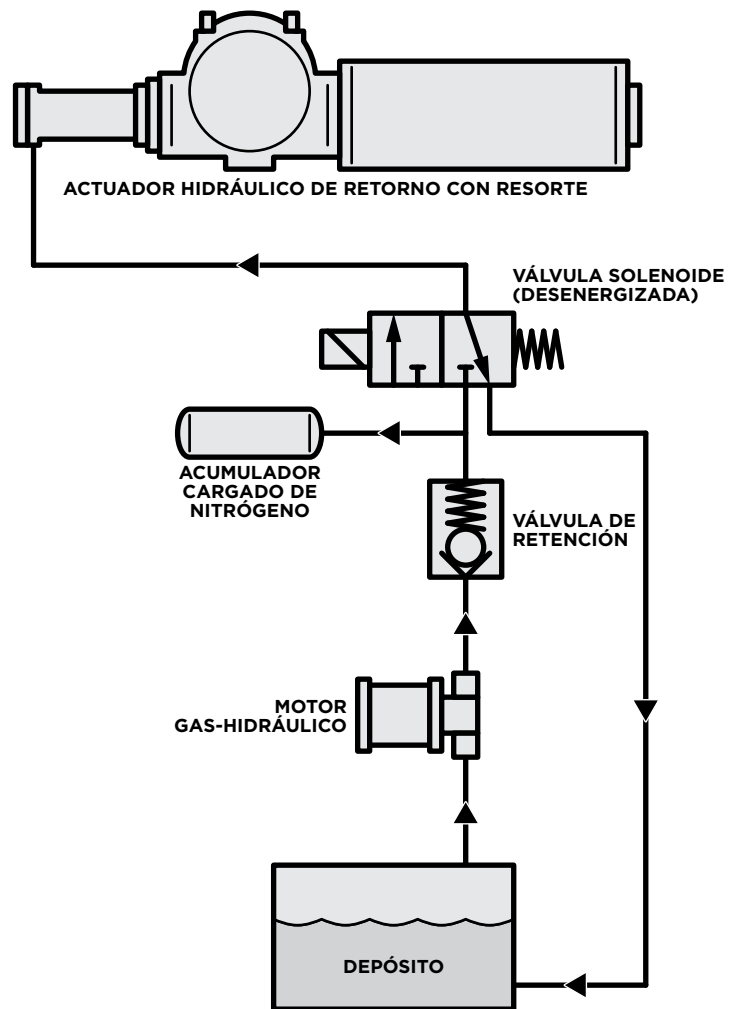 ACTUADOR HIDRÁULICO DE RETORNO CON RESORTE
VÁLVULA SOLENOIDE
(DESENERGIZADA)
ACUMULADOR
CARGADO DE
NITRÓGENO
VÁLVULA DE
RETENCIÓN
MOTOR
GAS-HIDRÁULICO
DEPÓSITO